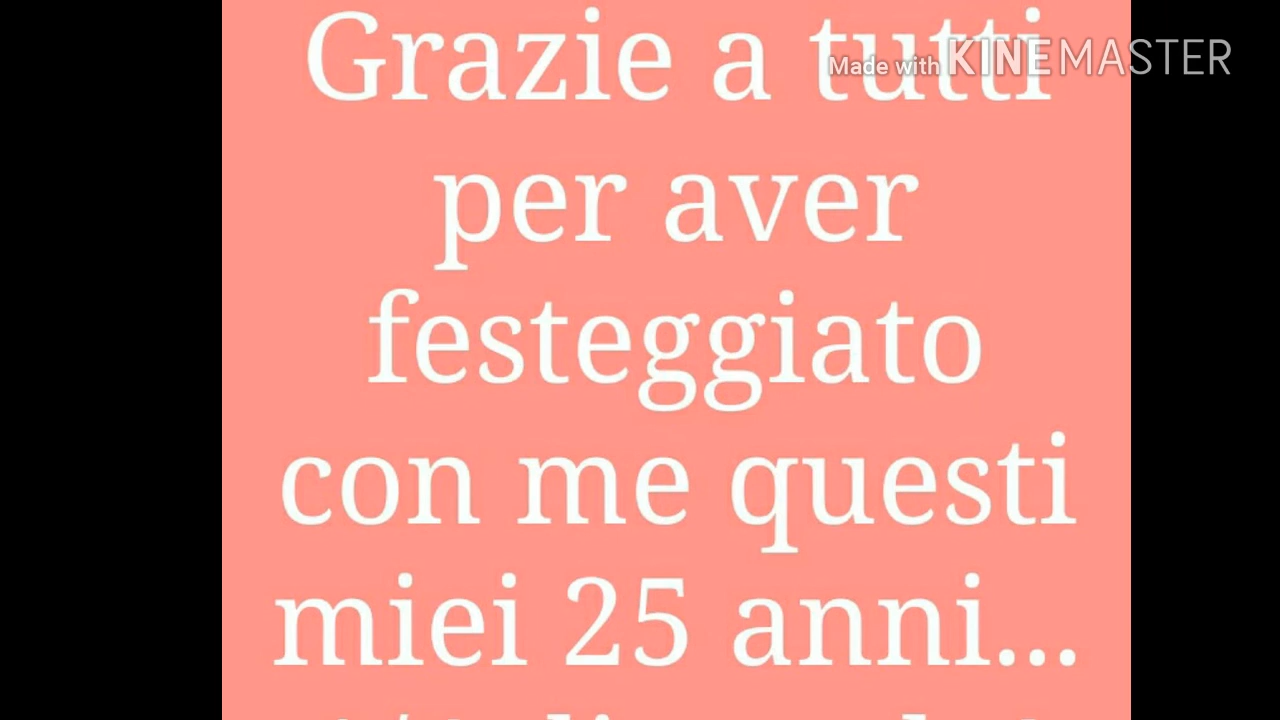 Grazie a tutti
Made with KINEMASTER
per aver
festeggiato
con me questi
miei 25 anni...